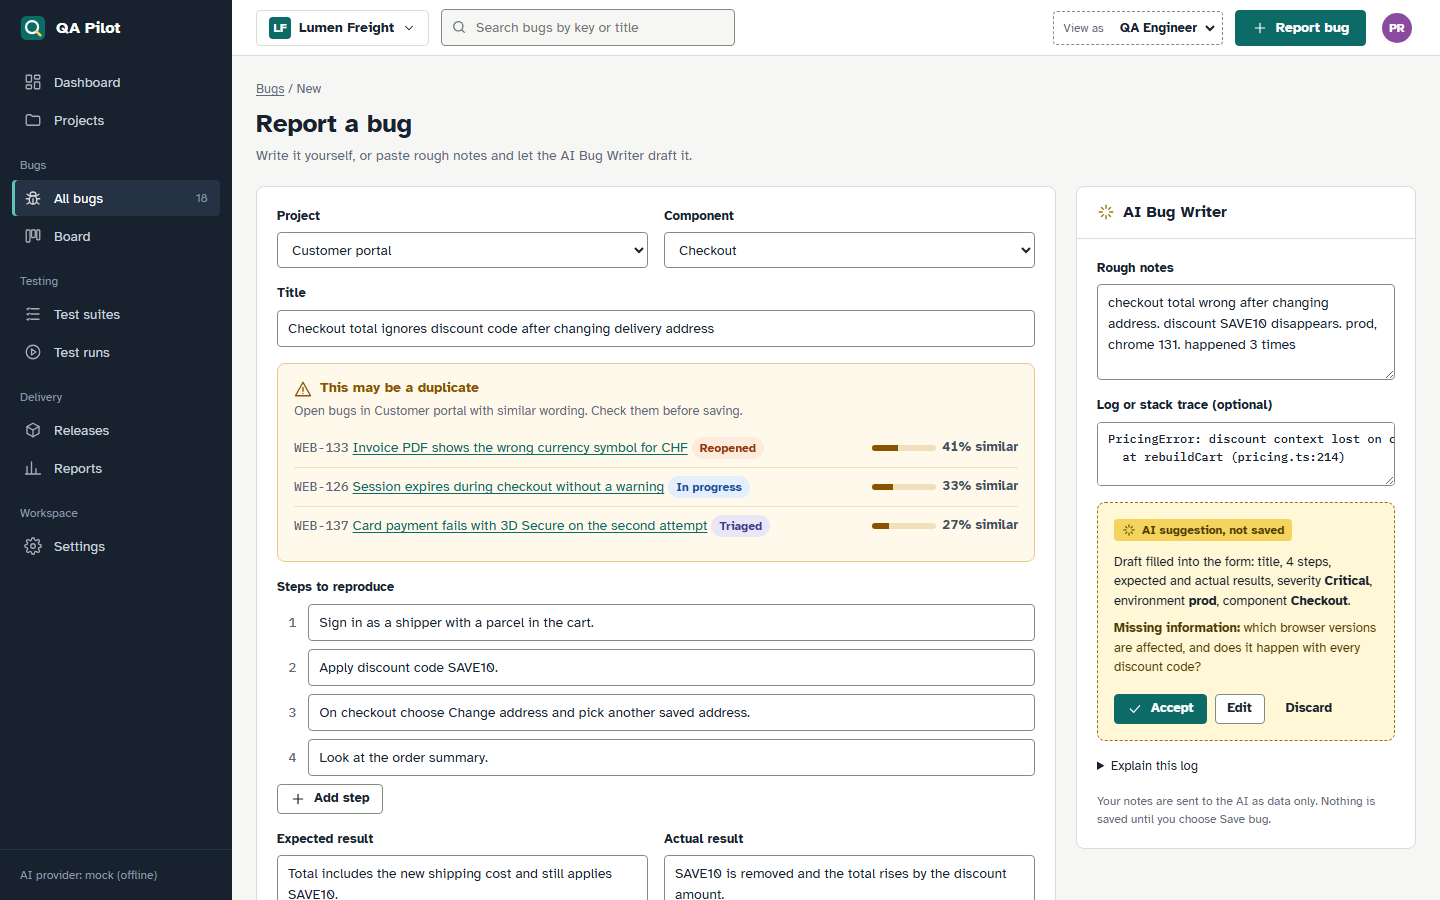 QA Pilot
Dashboard
Projects
Bugs
All bugs 18
Board
Testing
Test suites
Test runs
Delivery
Releases
Reports
Workspace
Settings
AI provider: mock (offline)
LF Lumen Freight
Search bugs by key or title
View as QA Engineer
Report bug
PR
Bugs / New
Report a bug
Write it yourself, or paste rough notes and let the AI Bug Writer draft it.
Project
Customer portal
Component
Checkout
Title
Checkout total ignores discount code after changing delivery address
This may be a duplicate
Open bugs in Customer portal with similar wording. Check them before saving.
WEB-133 Invoice PDF shows the wrong currency symbol for CHF Reopened 41% similar
WEB-126 Session expires during checkout without a warning In progress 33% similar
WEB-137 Card payment fails with 3D Secure on the second attempt Triaged 27% similar
Steps to reproduce
1 Sign in as a shipper with a parcel in the cart.
2 Apply discount code SAVE10.
3 On checkout choose Change address and pick another saved address.
4 Look at the order summary.
Add step
Expected result
Total includes the new shipping cost and still applies
SAVE10.
Actual result
SAVE10 is removed and the total rises by the discount
amount.
AI Bug Writer
Rough notes
checkout total wrong after changing
address. discount SAVE10 disappears. prod,
chrome 131. happened 3 times
Log or stack trace (optional)
PricingError: discount context lost on c
at rebuildCart (pricing.ts:214)
AI suggestion, not saved
Draft filled into the form: title, 4 steps,
expected and actual results, severity Critical,
environment prod, component Checkout.
Missing information: which browser versions
are affected, and does it happen with every
discount code?
Accept
Edit
Discard
Explain this log
Your notes are sent to the AI as data only. Nothing is
saved until you choose Save bug.